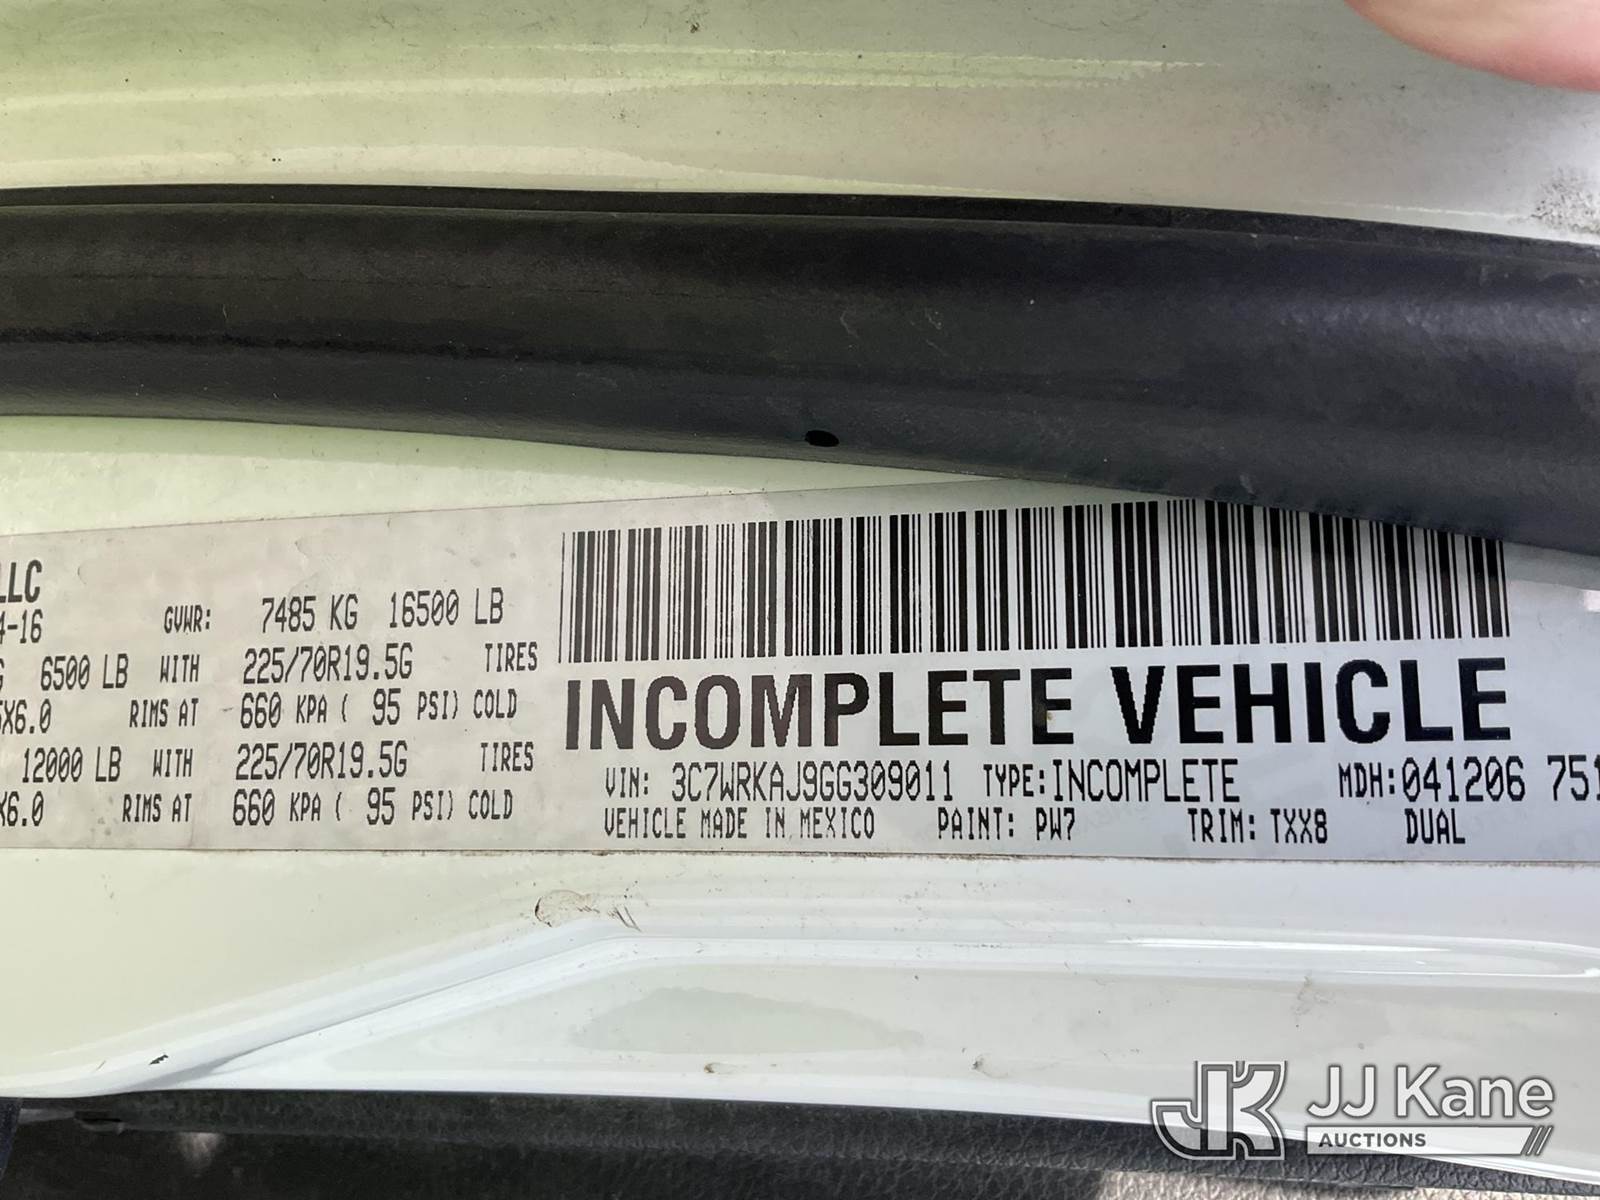 LLC
4-16 GVWR: 7485 KG 16500 LB
G 6500 LB WITH 225/70R19.5G TIRES
5X6.0 RIMS AT 660 KPA ( 95 PSI) COLD
12000 LB WITH 225/70R19.5G TIRES
X6.0 RIMS AT 660 KPA ( 95 PSI) COLD
INCOMPLETE VEHICLE
VIN: 3C7WRKAJ9GG309011 TYPE: INCOMPLETE MDH: 041206 751
VEHICLE MADE IN MEXICO PAINT: PW7 TRIM: TXX8 DUAL
JK JJ Kane
AUCTIONS